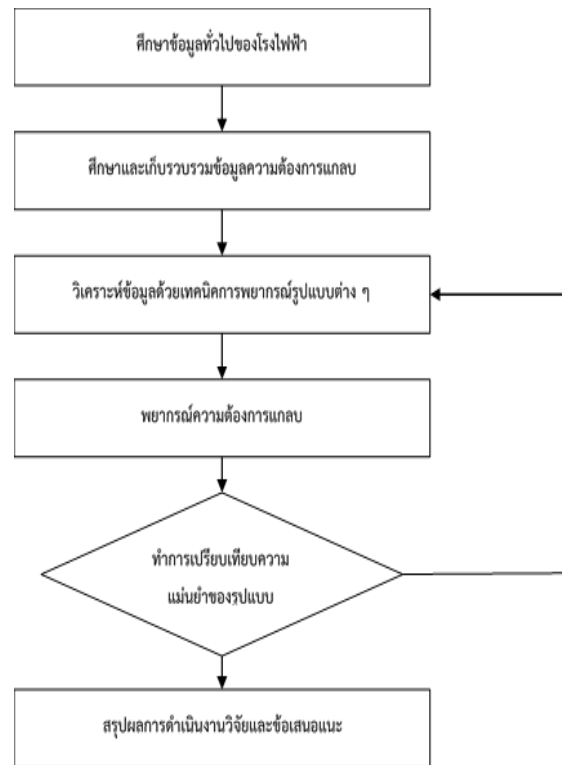 ศึกษาข้อมูลทั่วไปของโรงไฟฟ้า
ศึกษาและเก็บรวบรวมข้อมูลความต้องการแกลบ
วิเคราะห์ข้อมูลด้วยเทคนิคการพยากรณ์รูปแบบต่าง ๆ
พยากรณ์ความต้องการแกลบ
ทำการเปรียบเทียบความ
แม่นยำของรูปแบบ
สรุปผลการดำเนินงานวิจัยและข้อเสนอแนะ